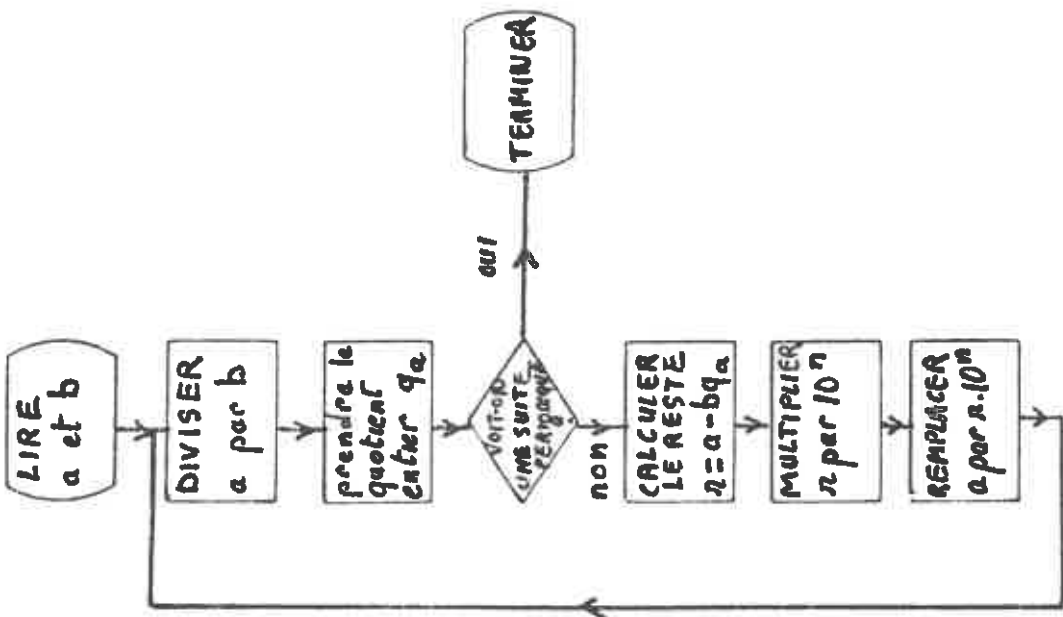 LIRE
a et b
DIVISER
a par b
prendre le
quotient
entier qa
VOIT-ON
UNE SUITE
PERIODIQUE
oui
TERMINER
non
CALCULER
LE RESTE
r=a-bqa
MULTIPLIER
r par 10ⁿ
REMPLACER
a par r.10ⁿ